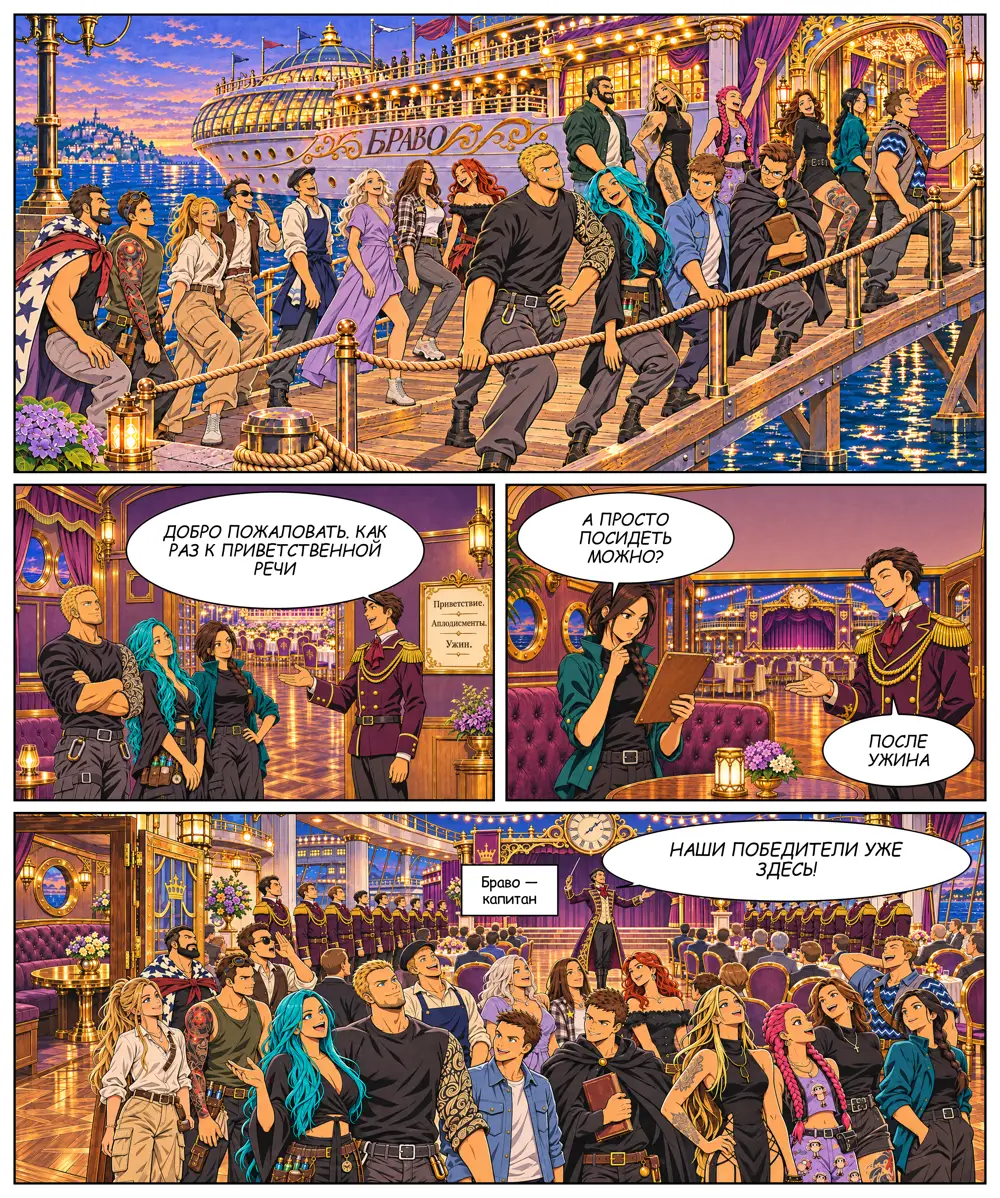 БРАВО
ДОБРО ПОЖАЛОВАТЬ. КАК
РАЗ К ПРИВЕТСТВЕННОЙ
РЕЧИ
Приветствие.
Аплодисменты.
Ужин.
А ПРОСТО
ПОСИДЕТЬ
МОЖНО?
ПОСЛЕ
УЖИНА
Браво —
капитан
НАШИ ПОБЕДИТЕЛИ УЖЕ
ЗДЕСЬ!